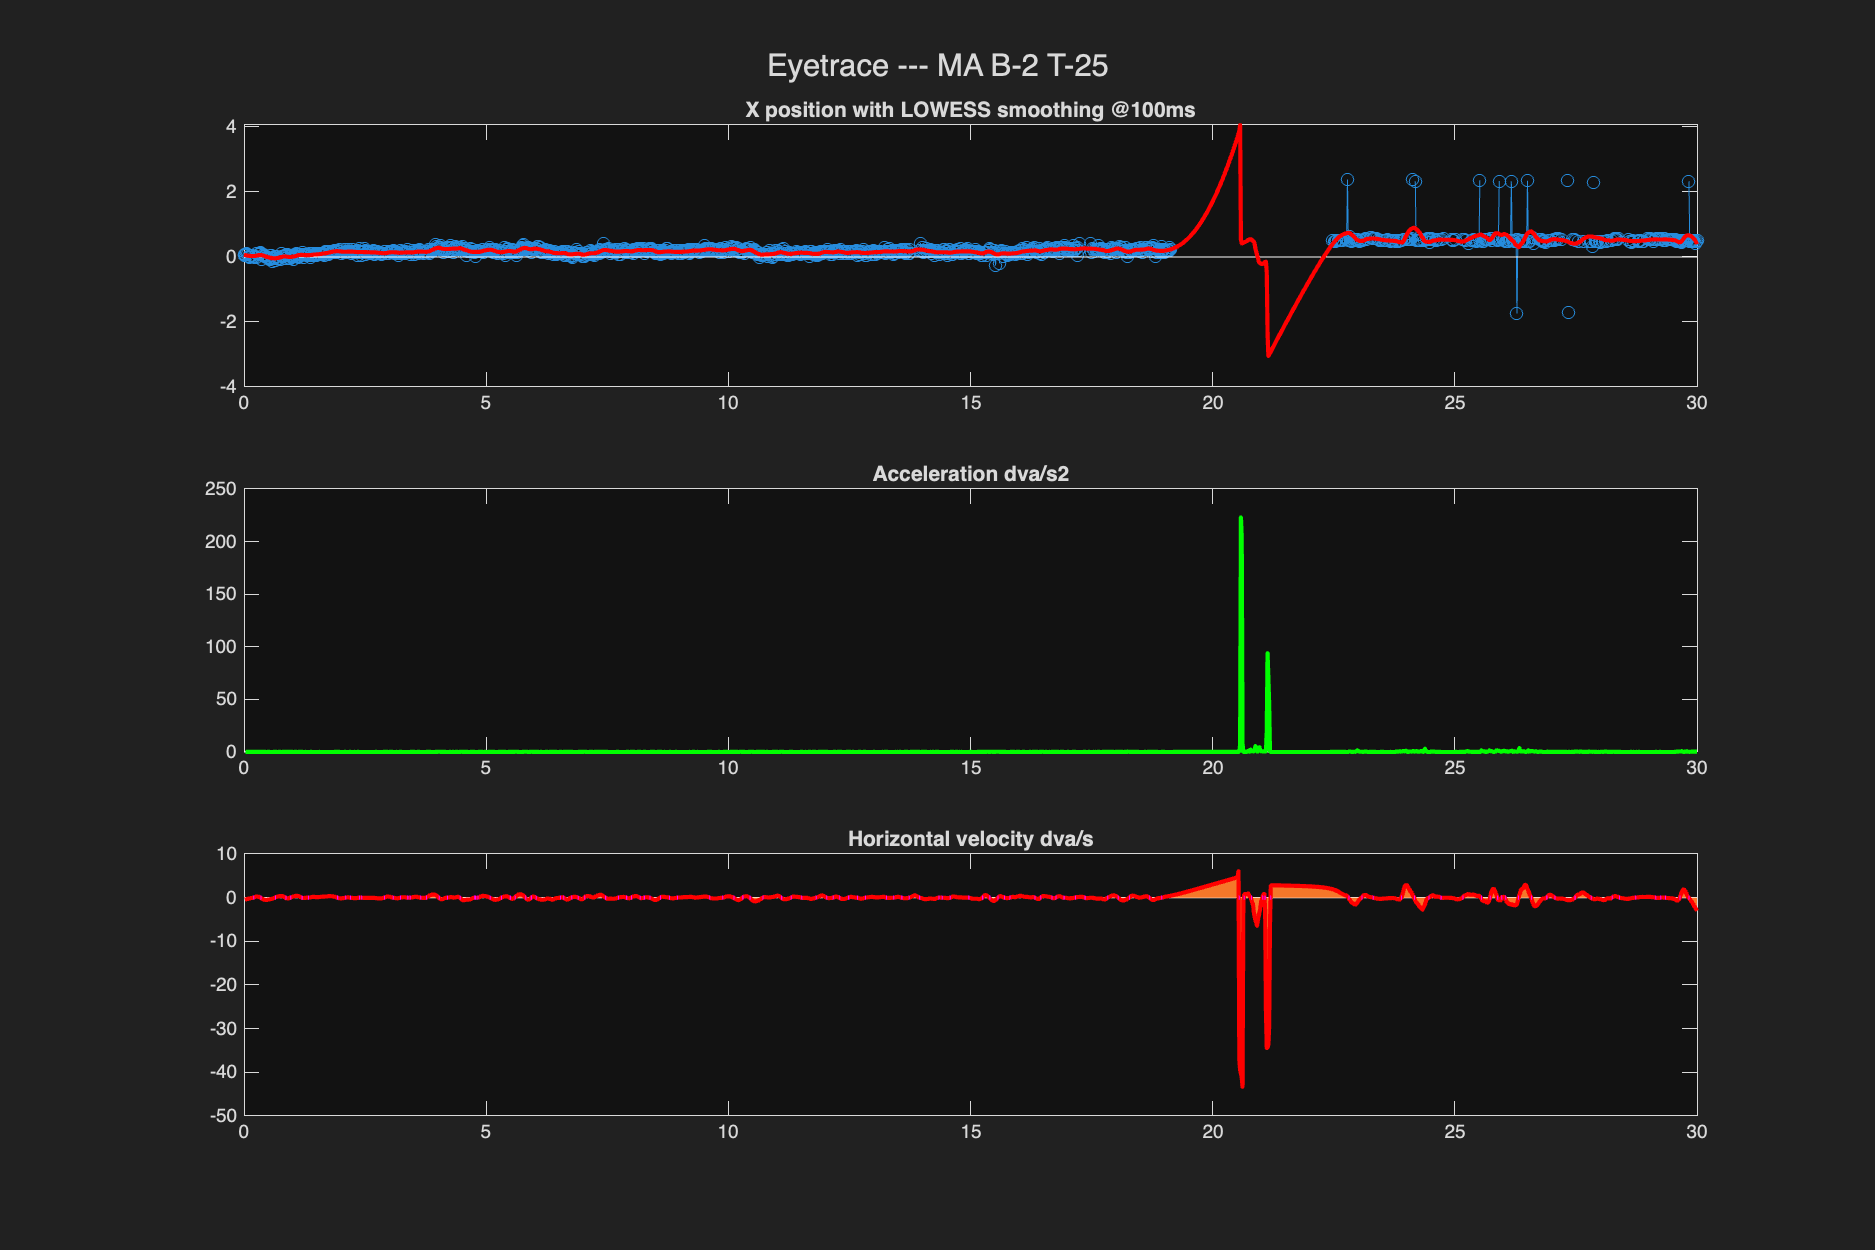 Eyetrace --- MA B-2 T-25
X position with LOWESS smoothing @100ms
4
2
0
-2
-4
0 5 10 15 20 25 30
Acceleration dva/s2
250
200
150
100
50
0
0 5 10 15 20 25 30
Horizontal velocity dva/s
10
0
-10
-20
-30
-40
-50
0 5 10 15 20 25 30